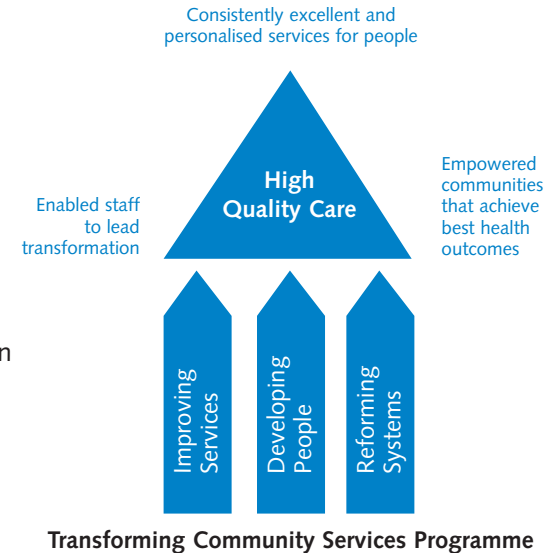 Consistently excellent and
personalised services for people
High
Quality Care
Enabled staff
to lead
transformation
Empowered
communities
that achieve
best health
outcomes
n
Improving
Services
Developing
People
Reforming
Systems
Transforming Community Services Programme